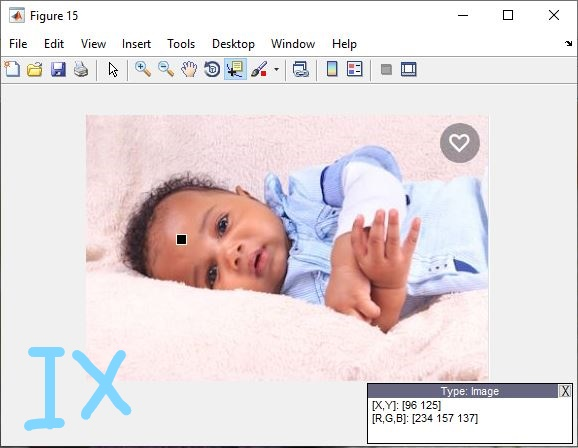 Figure 15
File Edit View Insert Tools Desktop Window Help
IX
Type: Image X
[X,Y]: [96 125]
[R,G,B]: [234 157 137]